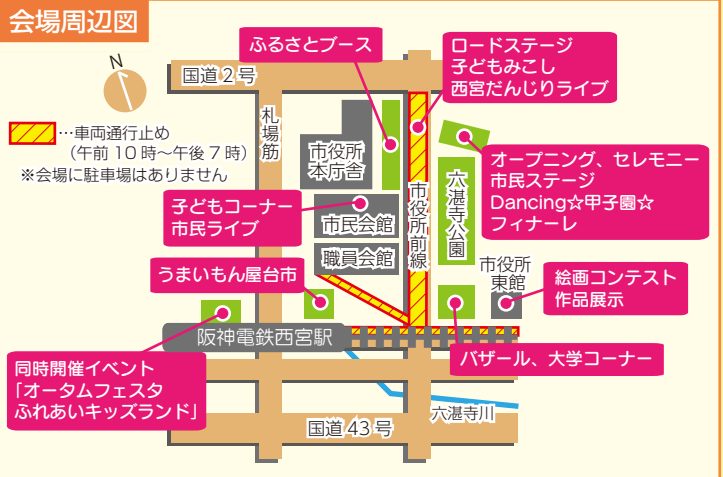 会場周辺図
N
国道2号
ふるさとブース
ロードステージ
子どもみこし
西宮だんじりライブ
…車両通行止め
（午前10時～午後7時）
※会場に駐車場はありません
札場筋
市役所
本庁舎
市役所前線
六湛寺公園
オープニング、セレモニー
市民ステージ
Dancing☆甲子園☆
フィナーレ
子どもコーナー
市民ライブ
市民会館
職員会館
うまいもん屋台市
市役所
東館
絵画コンテスト
作品展示
阪神電鉄西宮駅
バザール、大学コーナー
同時開催イベント
「オータムフェスタ
ふれあいキッズランド」
六湛寺川
国道43号